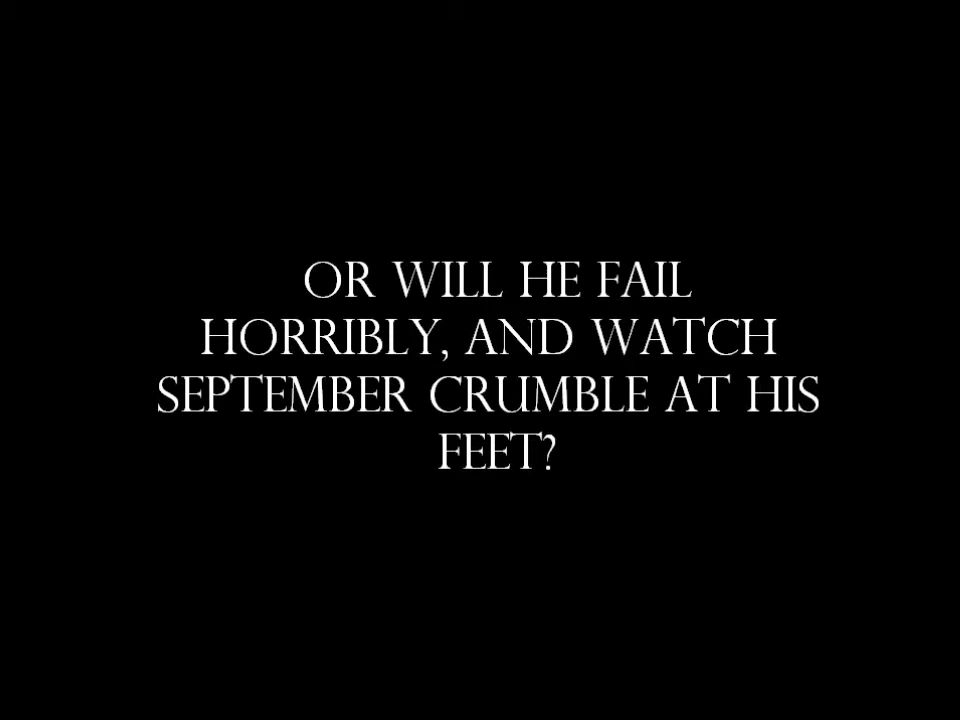 OR WILL HE FAIL
HORRIBLY, AND WATCH
SEPTEMBER CRUMBLE AT HIS
FEET?